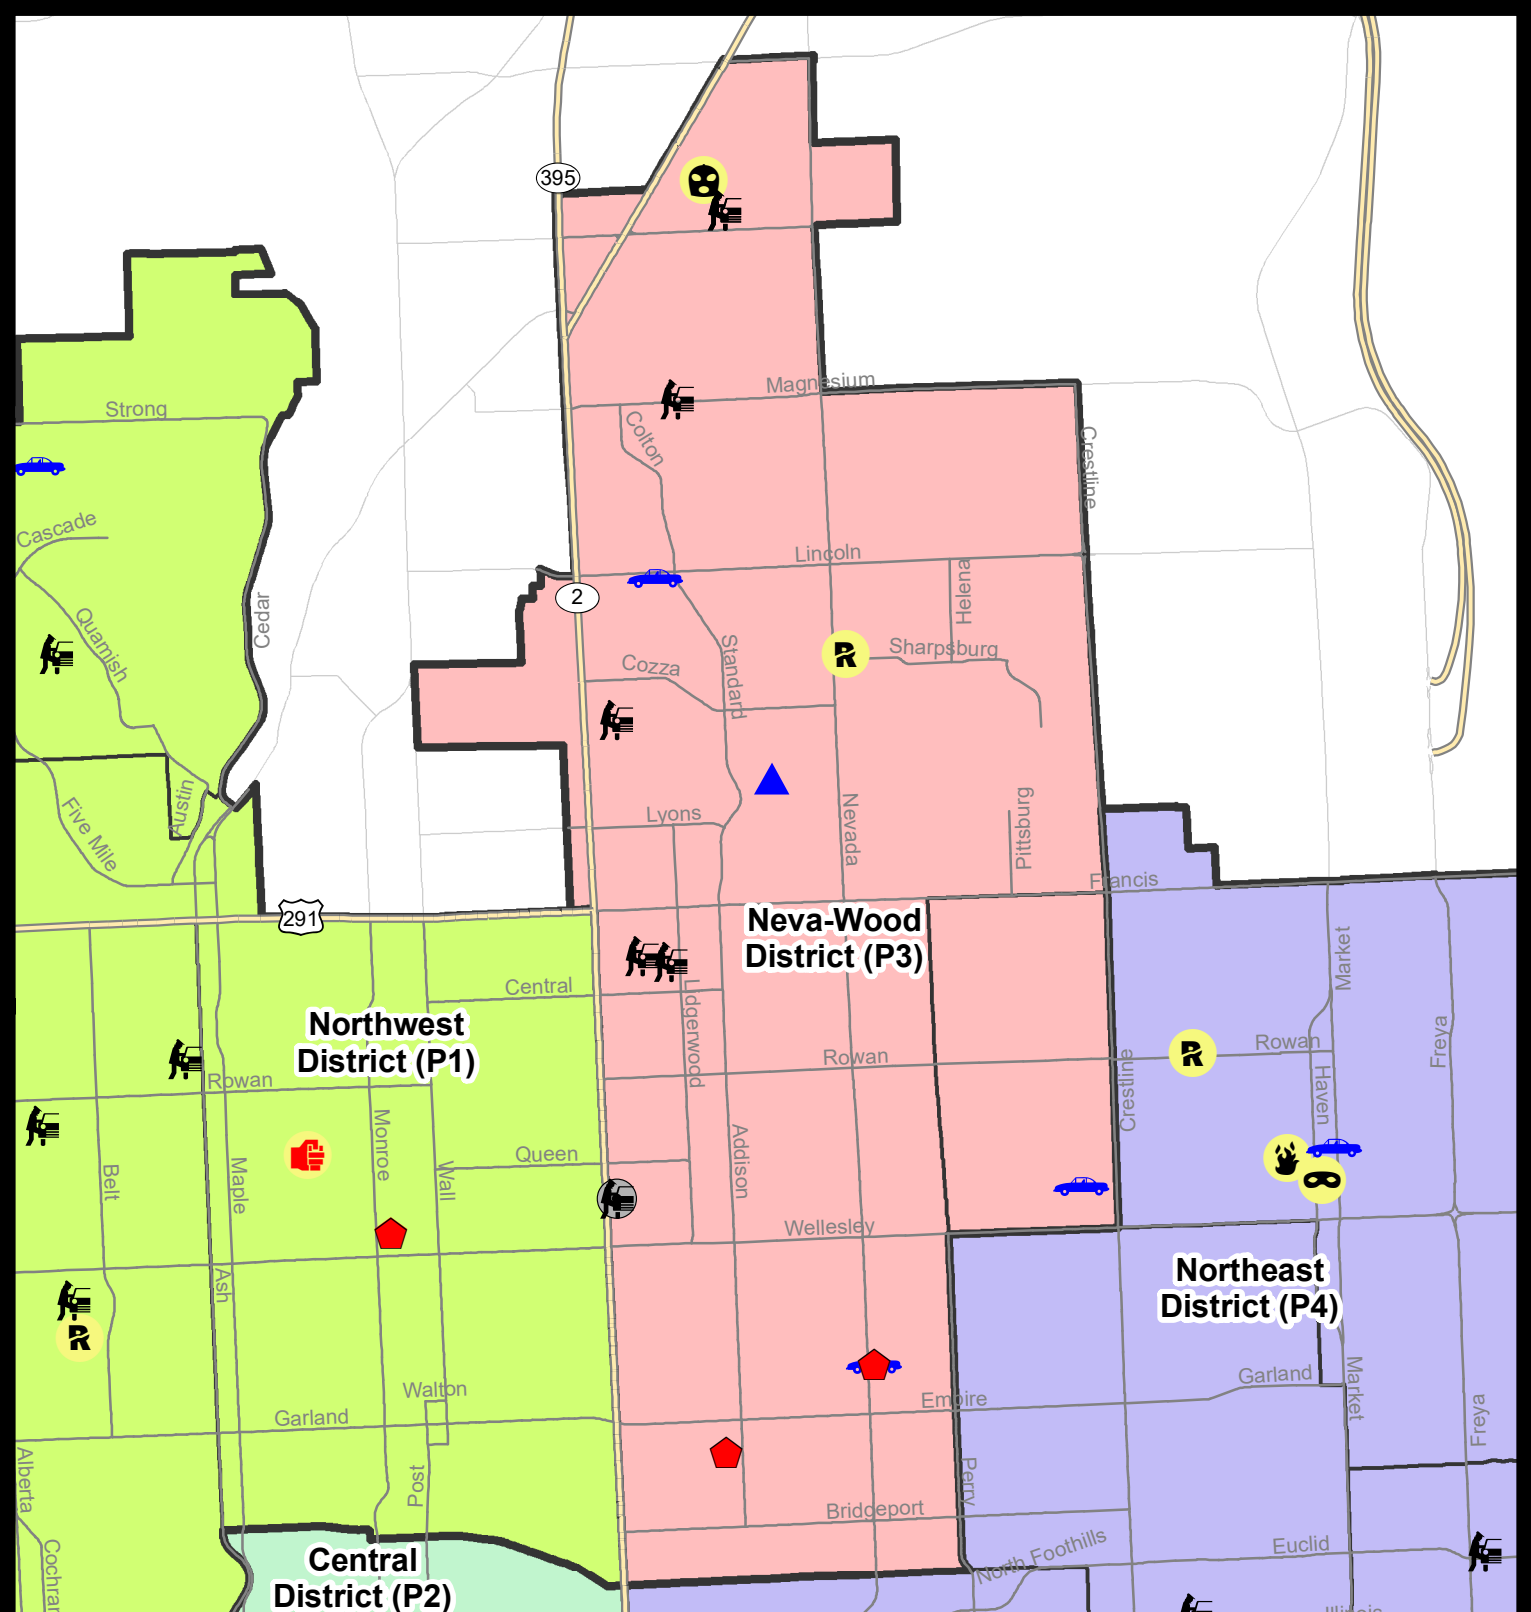 395
Magnesium
Strong
Colton
Crestline
Cascade
Lincoln
Helena
2
Cedar
Quamish
Sharpsburg
Standard
Cozza
Austin
Five Mile
Lyons
Nevada
Pittsburg
Francis
291
Neva-Wood
District (P3)
Market
Central
Lidgerwood
Northwest
District (P1)
Freya
Rowan
Rowan
Rowan
Crestline
Haven
Monroe
Addison
Queen
Belt
Maple
Wall
Wellesley
Ash
Northeast
District (P4)
R
R
R
Garland
Walton
Empire
Market
Garland
Freya
Alberta
Post
Perry
Bridgeport
North Foothills
Euclid
Cochran
Central
District (P2)